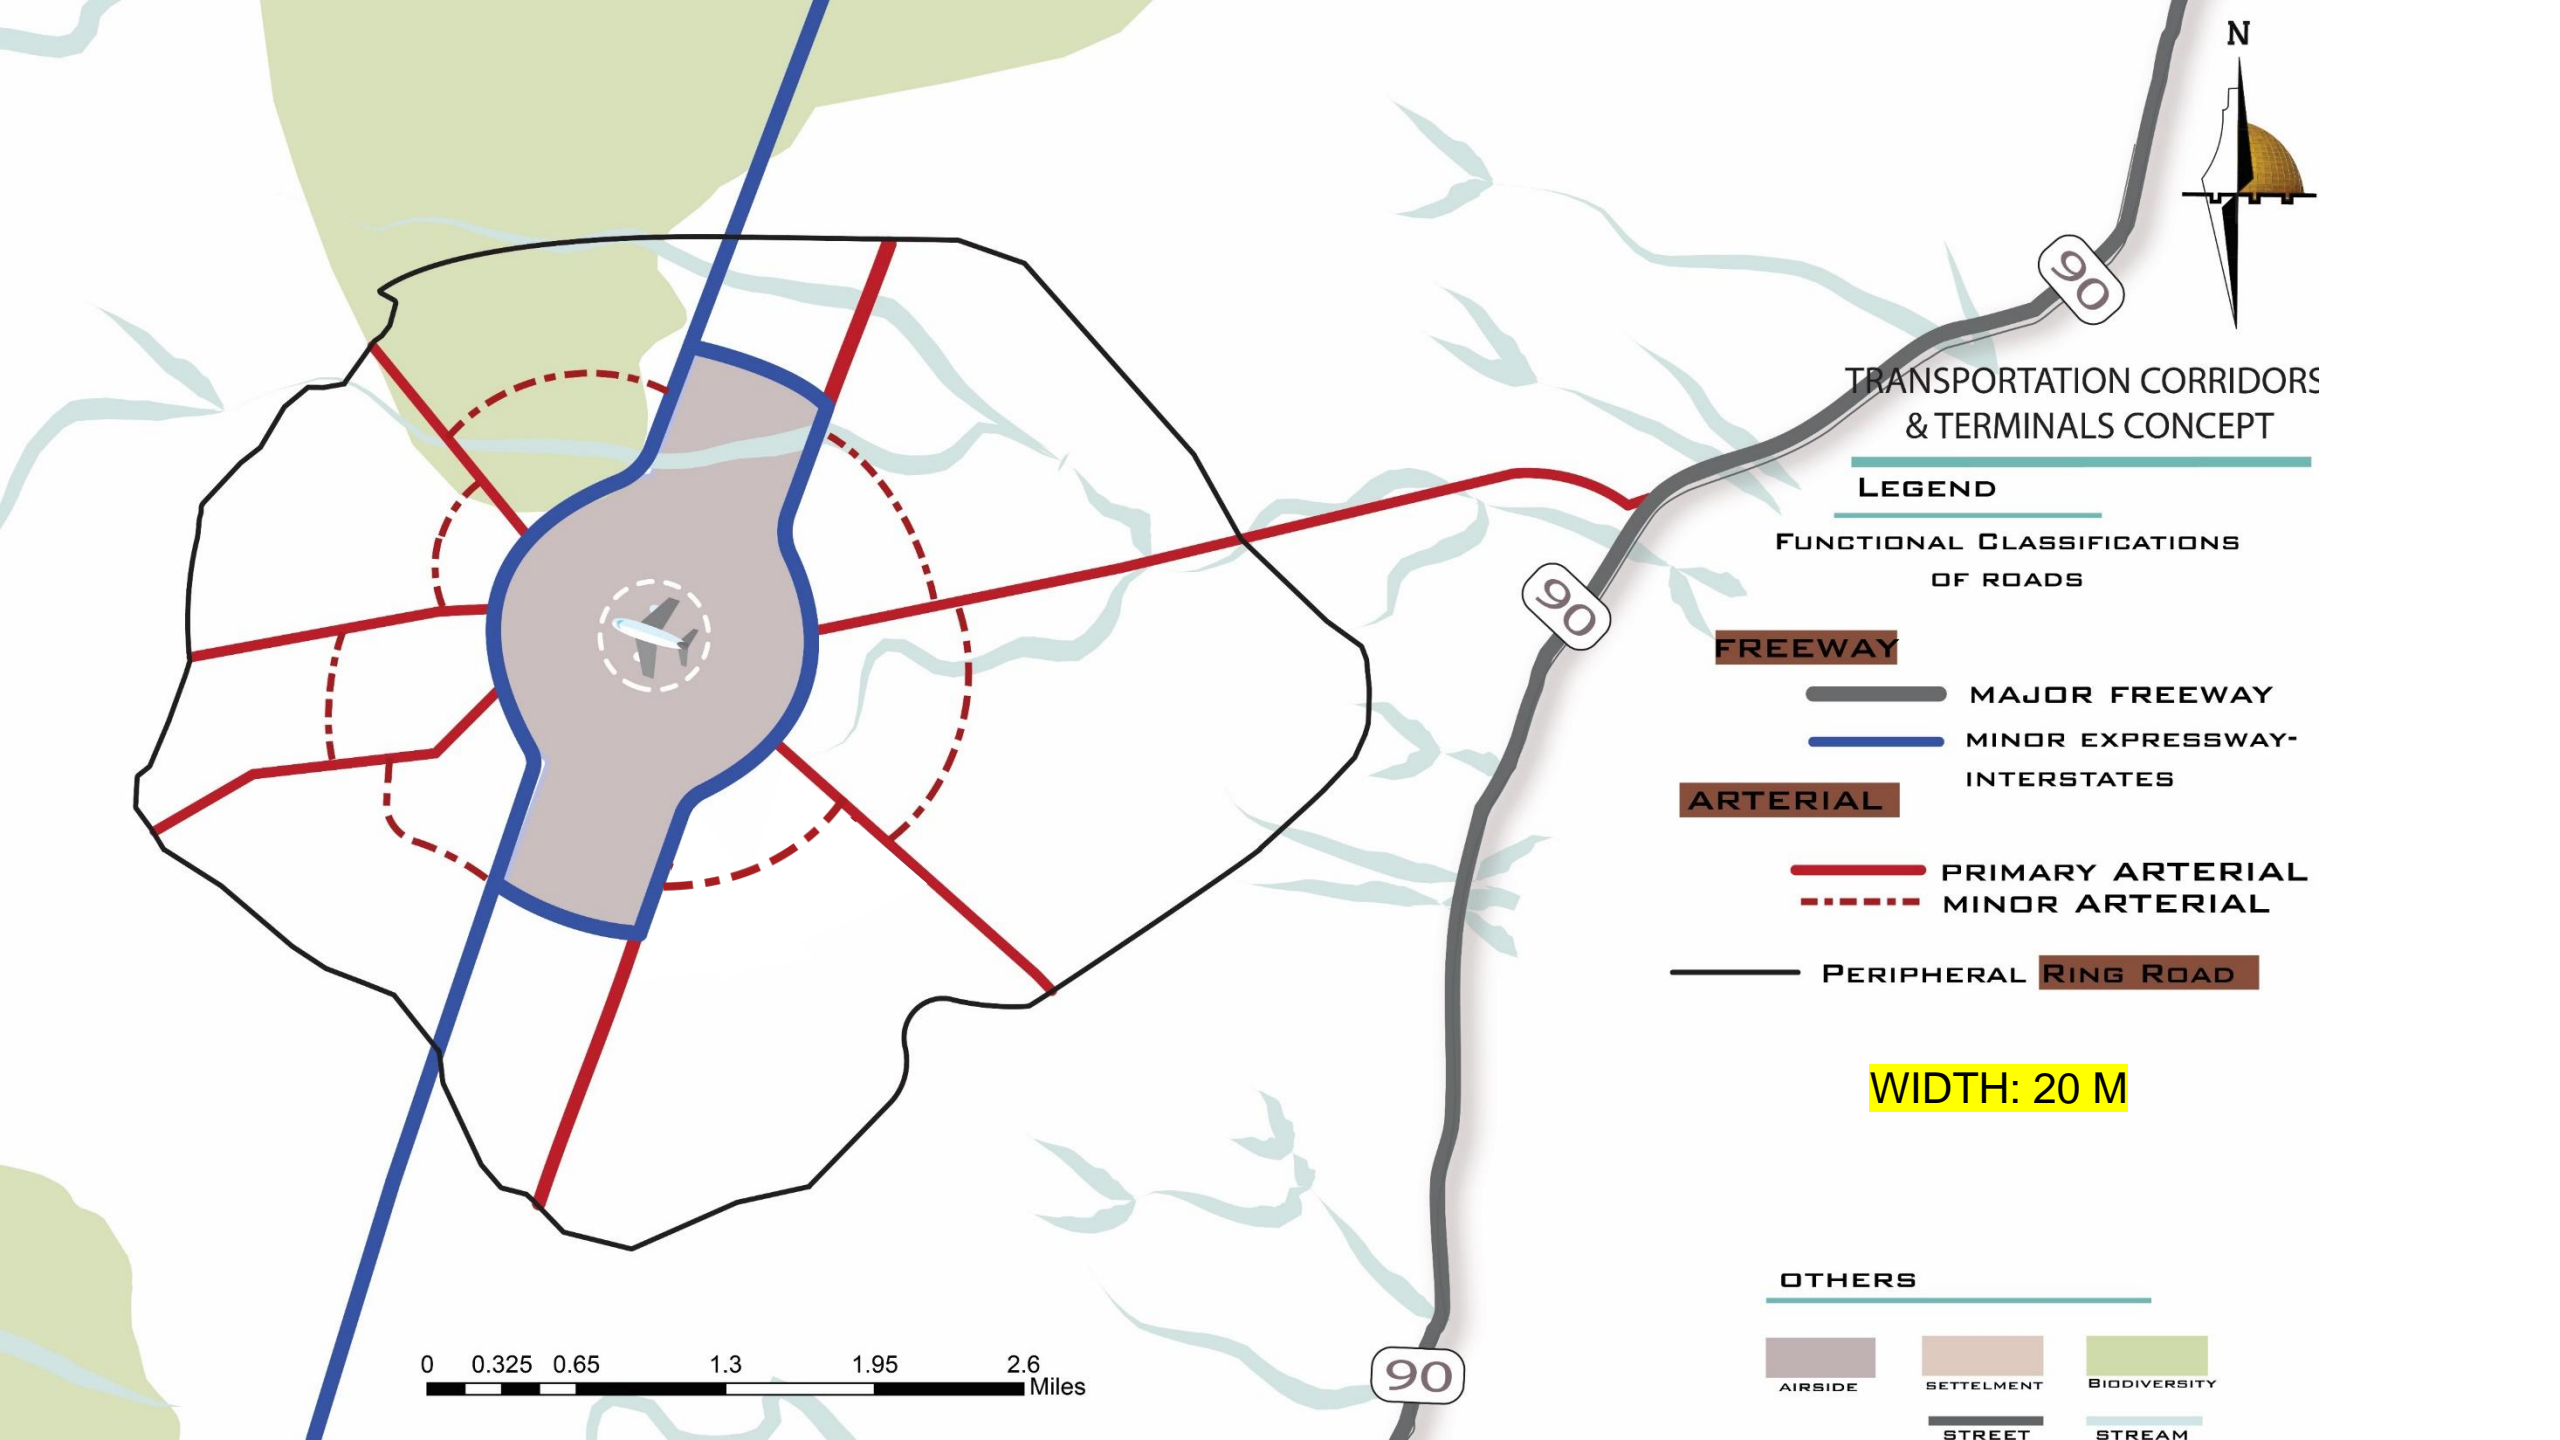 N
90
TRANSPORTATION CORRIDORS
& TERMINALS CONCEPT
LEGEND
FUNCTIONAL CLASSIFICATIONS
OF ROADS
90
FREEWAY
MAJOR FREEWAY
MINOR EXPRESSWAY-
INTERSTATES
ARTERIAL
PRIMARY ARTERIAL
MINOR ARTERIAL
PERIPHERAL RING ROAD
WIDTH: 20 M
OTHERS
AIRSIDE SETTELMENT BIODIVERSITY
STREET STREAM
0 0.325 0.65 1.3 1.95 2.6
Miles
90